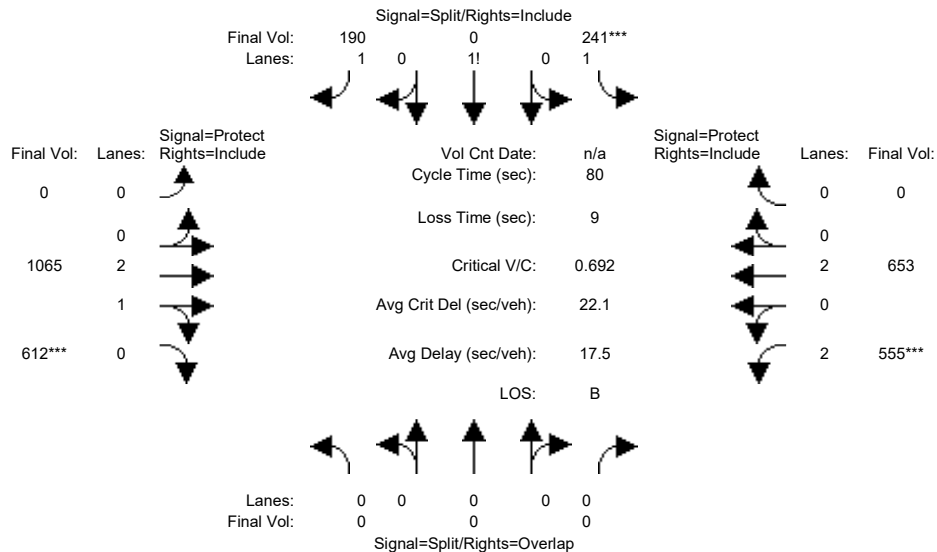 Signal=Split/Rights=Include
Final Vol: 190 0 241***
Lanes: 1 0 1! 0 1
Signal=Protect
Final Vol: Lanes: Rights=Include
Vol Cnt Date: n/a
Signal=Protect
Rights=Include Lanes: Final Vol:
Cycle Time (sec): 80
0 0
0 0
Loss Time (sec): 9
0
0
1065 2
Critical V/C: 0.692
2 653
1
Avg Crit Del (sec/veh): 22.1
0
612*** 0
Avg Delay (sec/veh): 17.5
2 555***
LOS: B
Lanes: 0 0 0 0 0
Final Vol: 0 0 0
Signal=Split/Rights=Overlap